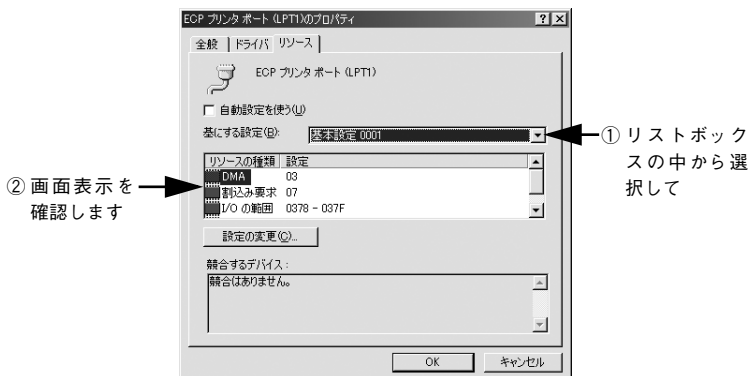 ECP プリンタ ポート (LPT1)のプロパティ
全般 ドライバ リソース
ECP プリンタ ポート (LPT1)
自動設定を使う(U)
基にする設定(B): 基本設定 0001
リソースの種類 設定
DMA 03
割込み要求 07
I/O の範囲 0378 - 037F
設定の変更(C)...
競合するデバイス:
競合はありません。
OK キャンセル
① リストボック
スの中から選
択して
② 画面表示を
確認します